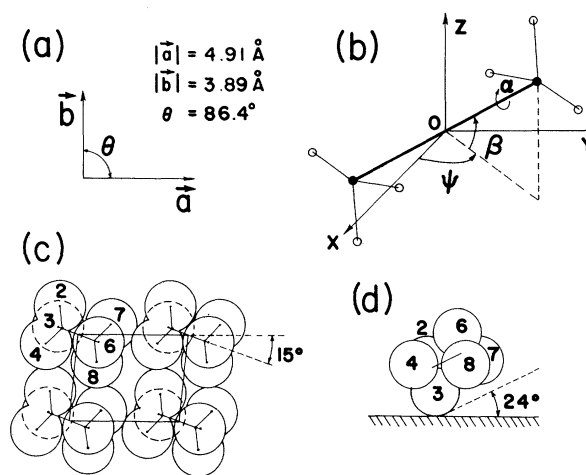 (a)
|a⃗| = 4.91 Å
|b⃗| = 3.89 Å
θ = 86.4°
b⃗
θ
a⃗
(b)
Z
α
O
Y
β
ψ
X
(c)
2
3
7
4
6
8
15°
(d)
2
6
4
8
7
3
24°